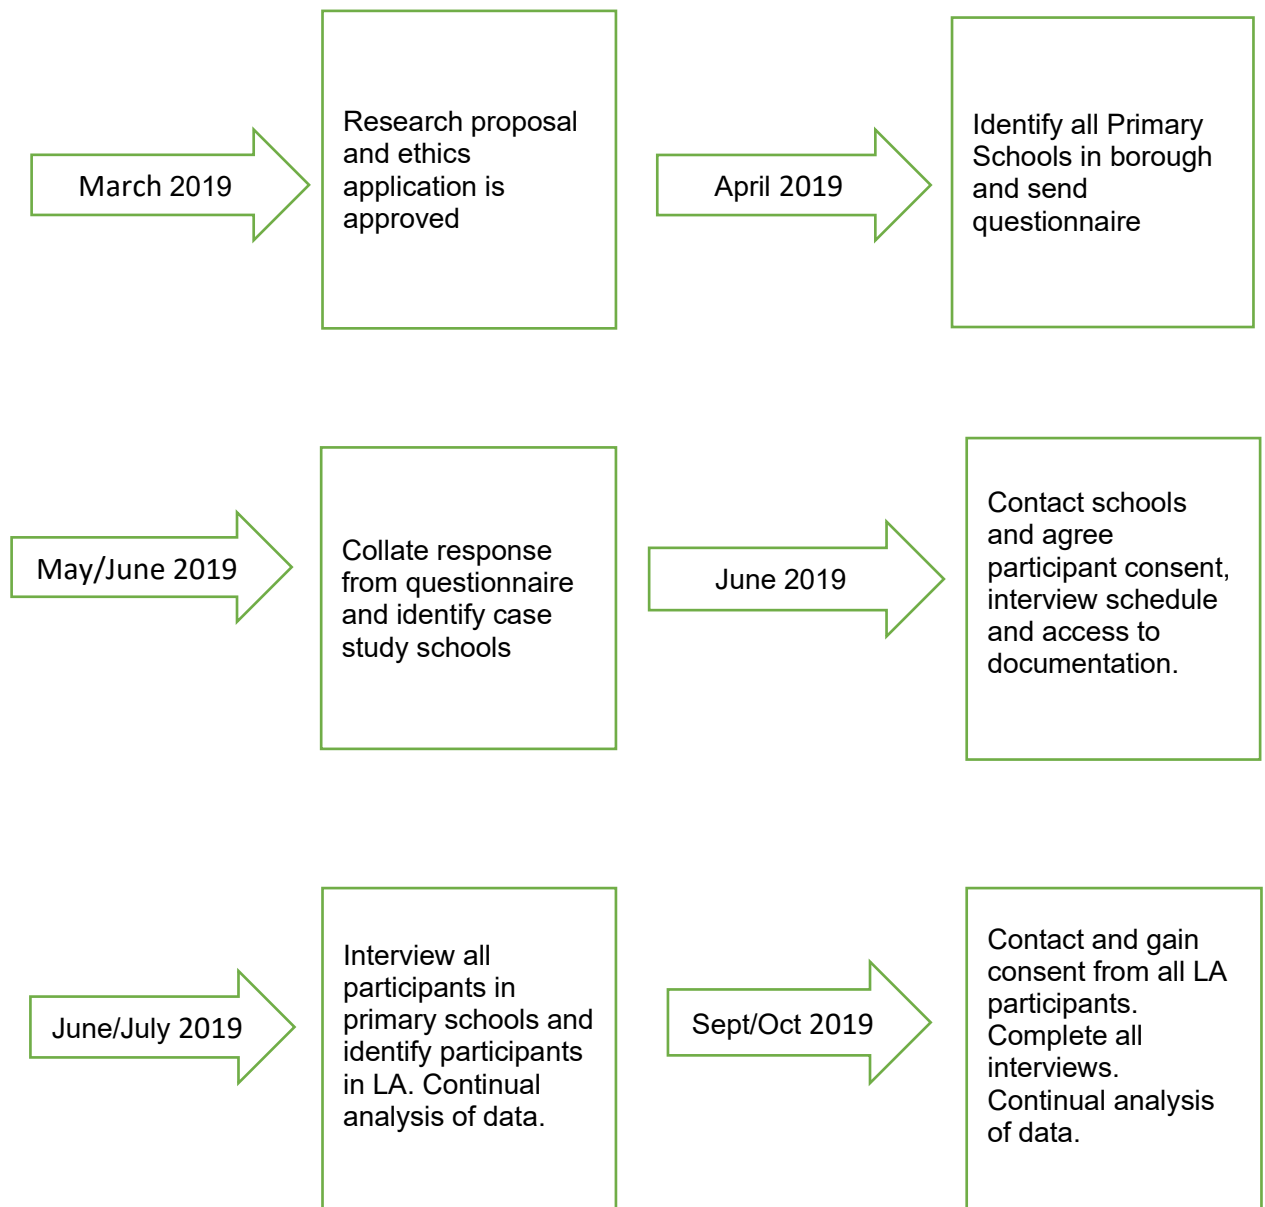 March 2019
Research proposal
and ethics
application is
approved
April 2019
Identify all Primary
Schools in borough
and send
questionnaire
May/June 2019
Collate response
from questionnaire
and identify case
study schools
June 2019
Contact schools
and agree
participant consent,
interview schedule
and access to
documentation.
June/July 2019
Interview all
participants in
primary schools and
identify participants
in LA. Continual
analysis of data.
Sept/Oct 2019
Contact and gain
consent from all LA
participants.
Complete all
interviews.
Continual analysis
of data.